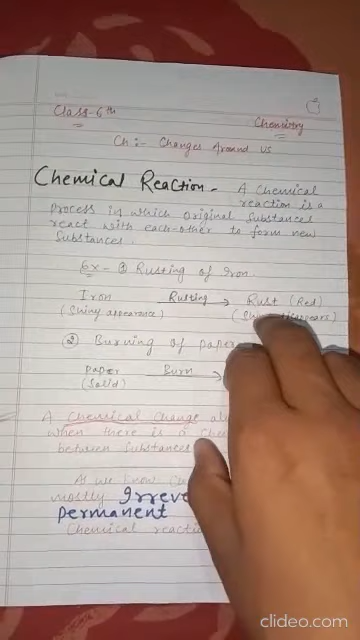 Class-6th
Chemistry
Ch :- Changes Around us
Chemical Reaction - A Chemical
reaction is a
process in which original substances
react with each-other to form new
substances.
Ex- ① Rusting of Iron.
Iron Rusting → Rust (Red)
(Shiny appearance) (Shiny disappears)
② Burning of paper
Paper Burn →
(Solid)
A Chemical Change
when there is a
between substances
As we know
mostly Irreve
permanent
Chemical reactio
clideo.com